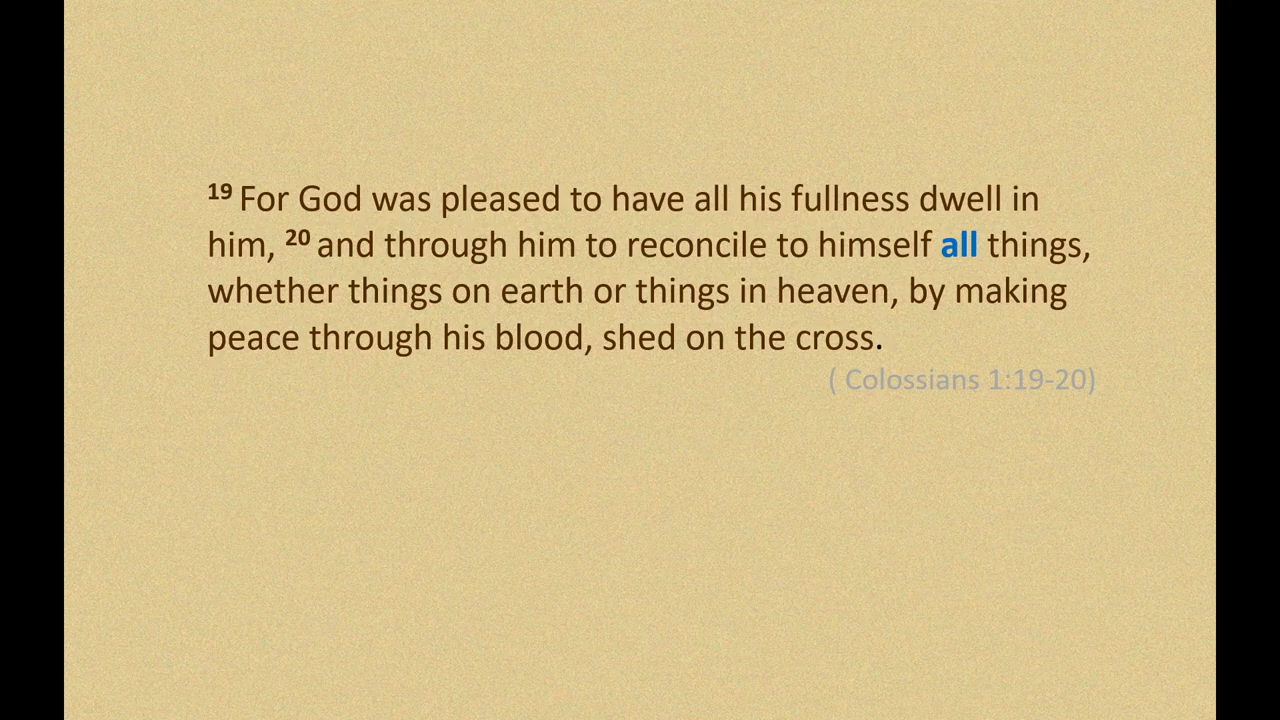 19 For God was pleased to have all his fullness dwell in
him, 20 and through him to reconcile to himself all things,
whether things on earth or things in heaven, by making
peace through his blood, shed on the cross.
( Colossians 1:19-20)